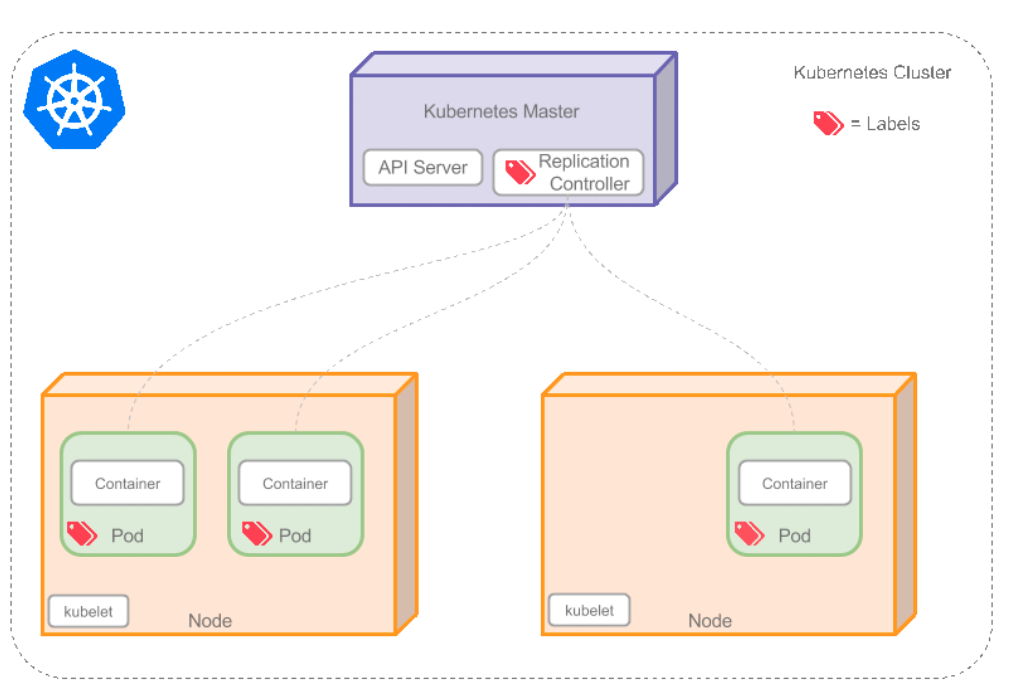 Kubernetes Cluster
= Labels
Kubernetes Master
API Server
Replication
Controller
Container
Pod
Container
Pod
kubelet
Node
Container
Pod
kubelet
Node